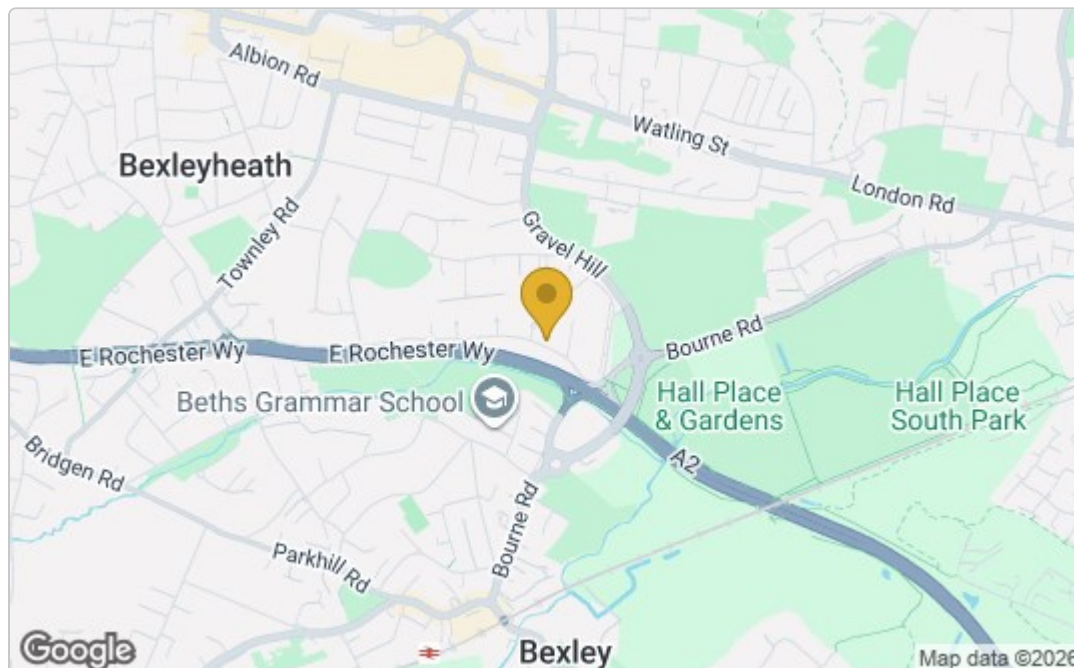 Albion Rd
Watling St
Bexleyheath
London Rd
Townley Rd
Gravel Hill
Bourne Rd
E Rochester Wy
E Rochester Wy
Beths Grammar School
Hall Place
& Gardens
Hall Place
South Park
A2
Bridgen Rd
Bourne Rd
Parkhill Rd
Bexley
Google
Map data ©2026